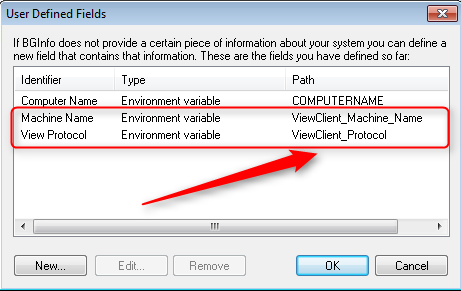 User Defined Fields
If BGInfo does not provide a certain piece of information about your system you can define a
new field that contains that information. These are the fields you have defined so far:
Identifier Type Path
Computer Name Environment variable COMPUTERNAME
Machine Name Environment variable ViewClient_Machine_Name
View Protocol Environment variable ViewClient_Protocol
New... Edit... Remove OK Cancel